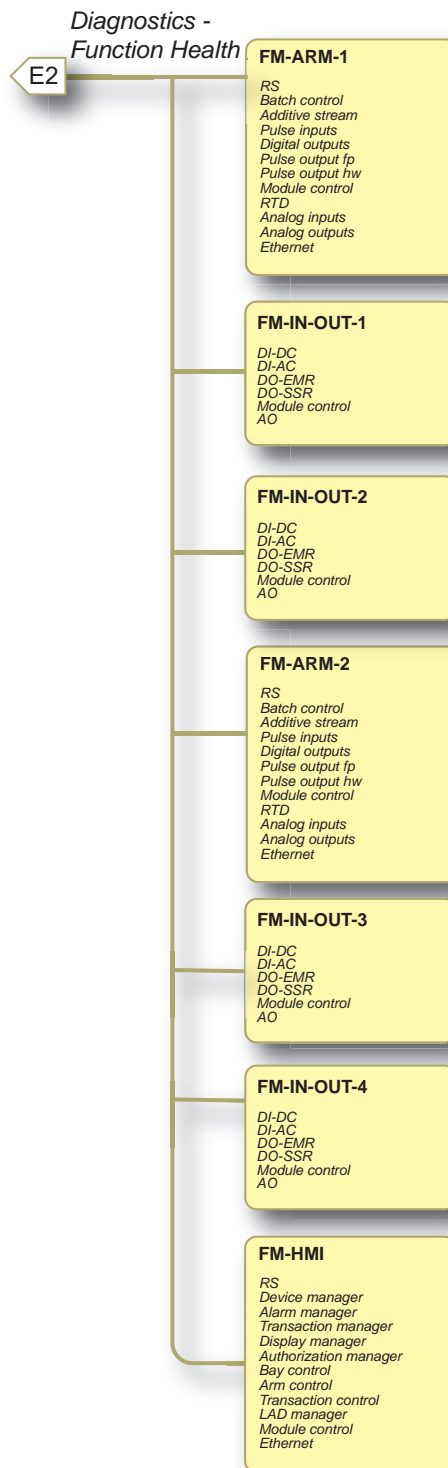 Diagnostics -
Function Health
E2
FM-ARM-1
RS
Batch control
Additive stream
Pulse inputs
Digital outputs
Pulse output fp
Pulse output hw
Module control
RTD
Analog inputs
Analog outputs
Ethernet
FM-IN-OUT-1
DI-DC
DI-AC
DO-EMR
DO-SSR
Module control
AO
FM-IN-OUT-2
DI-DC
DI-AC
DO-EMR
DO-SSR
Module control
AO
FM-ARM-2
RS
Batch control
Additive stream
Pulse inputs
Digital outputs
Pulse output fp
Pulse output hw
Module control
RTD
Analog inputs
Analog outputs
Ethernet
FM-IN-OUT-3
DI-DC
DI-AC
DO-EMR
DO-SSR
Module control
AO
FM-IN-OUT-4
DI-DC
DI-AC
DO-EMR
DO-SSR
Module control
AO
FM-HMI
RS
Device manager
Alarm manager
Transaction manager
Display manager
Authorization manager
Bay control
Arm control
Transaction control
LAD manager
Module control
Ethernet